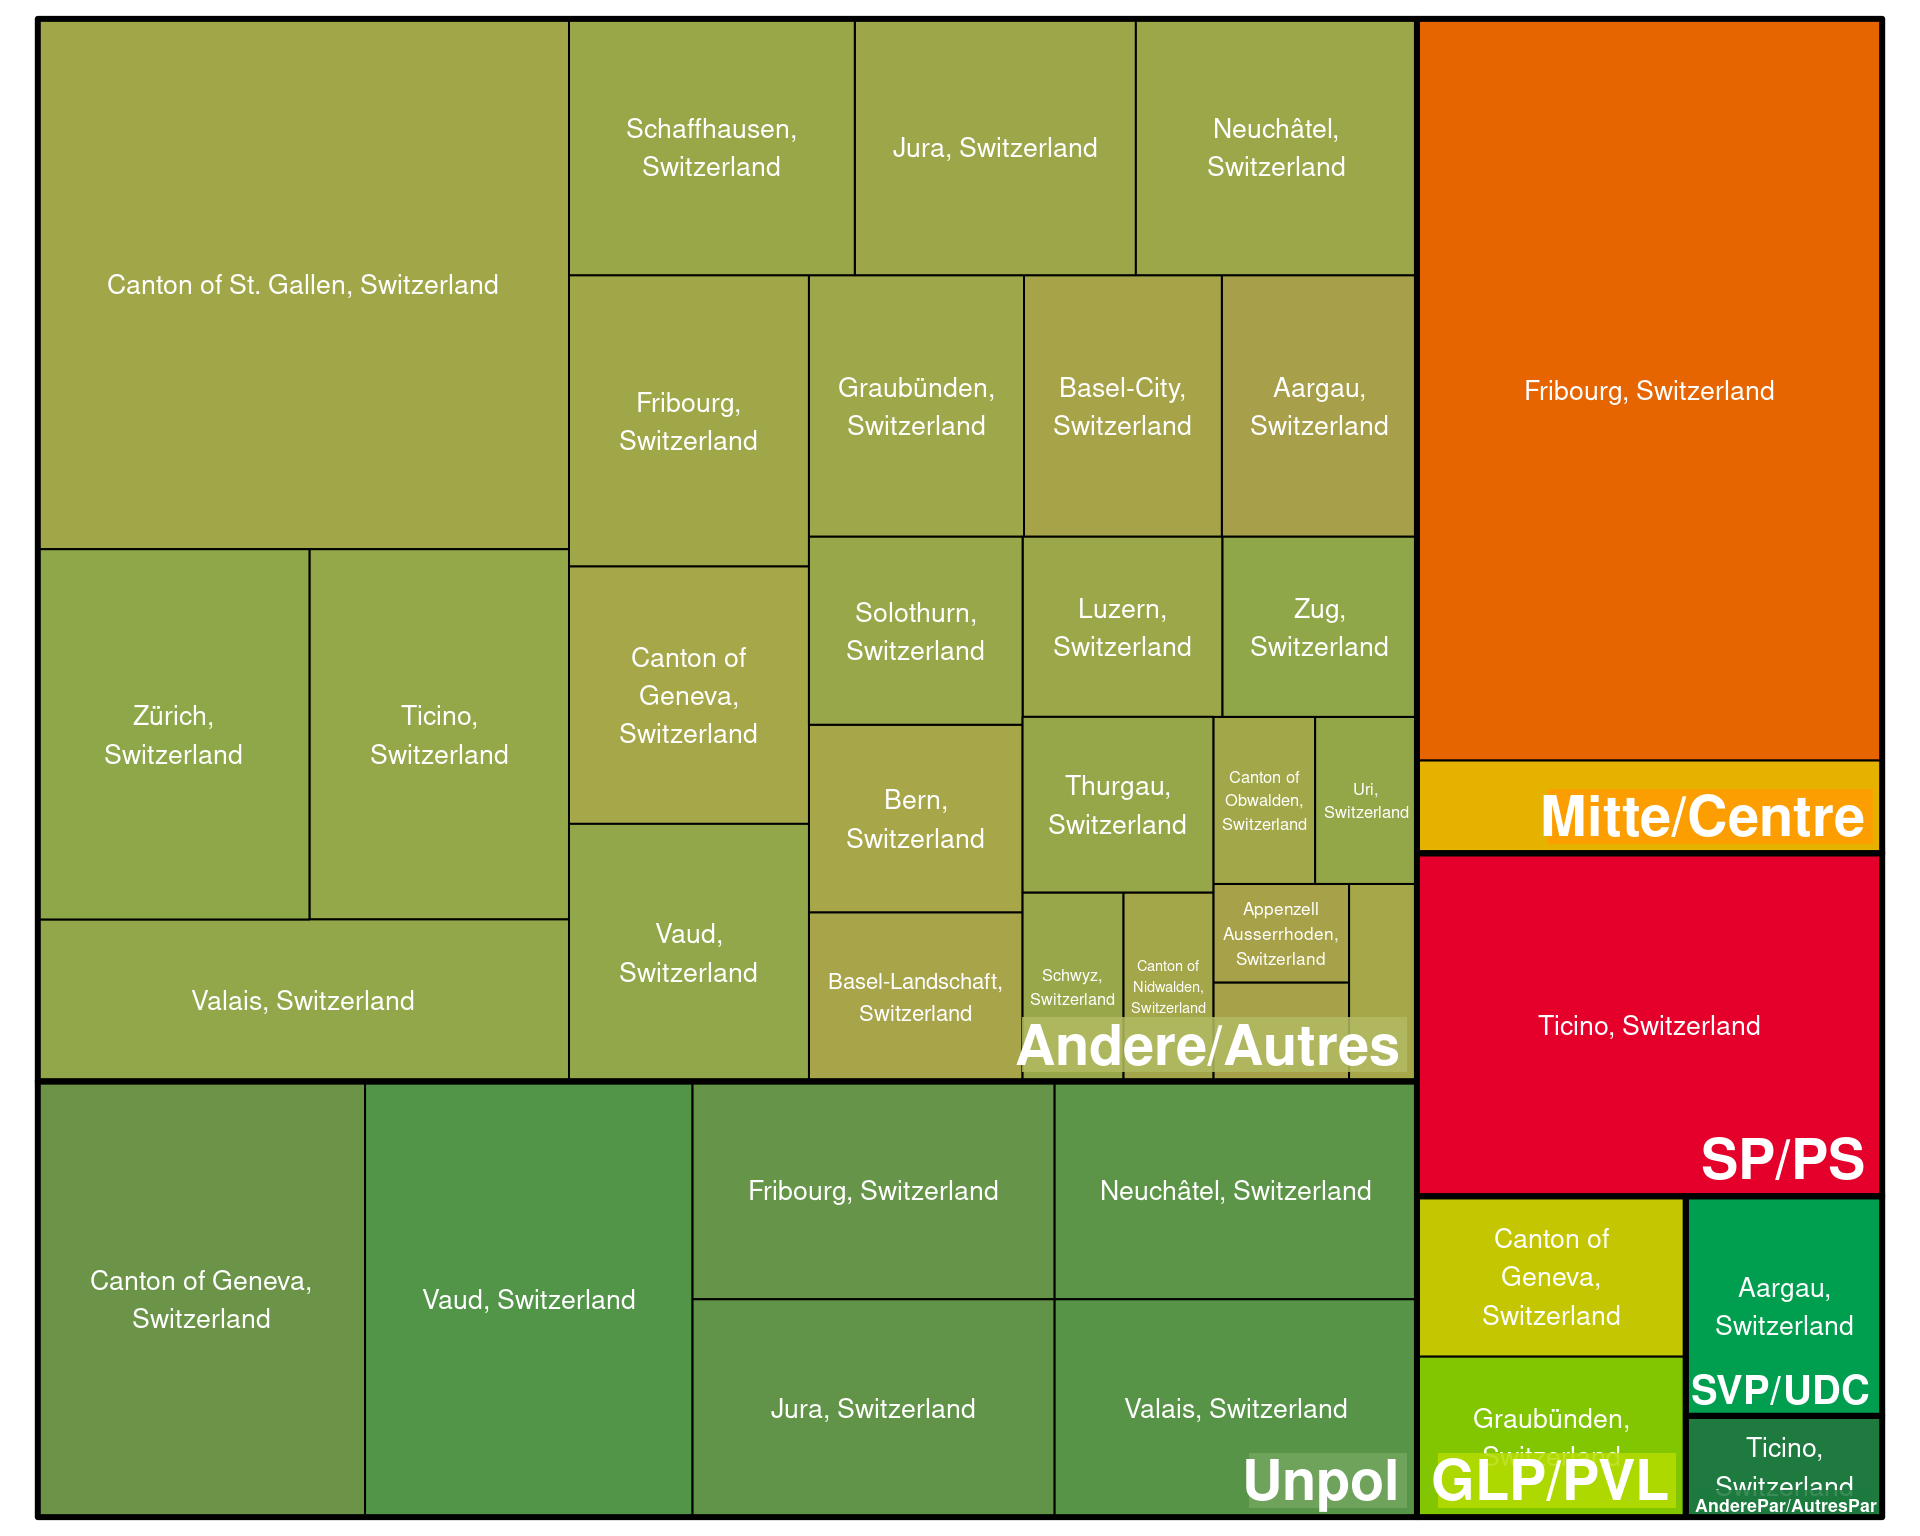 Canton of St. Gallen, Switzerland
Schaffhausen,
Switzerland
Jura, Switzerland
Neuchâtel,
Switzerland
Fribourg,
Switzerland
Graubünden,
Switzerland
Basel-City,
Switzerland
Aargau,
Switzerland
Zürich,
Switzerland
Ticino,
Switzerland
Canton of
Geneva,
Switzerland
Solothurn,
Switzerland
Luzern,
Switzerland
Zug,
Switzerland
Bern,
Switzerland
Thurgau,
Switzerland
Canton of
Obwalden,
Switzerland
Uri,
Switzerland
Valais, Switzerland
Vaud,
Switzerland
Basel-Landschaft,
Switzerland
Schwyz,
Switzerland
Canton of
Nidwalden,
Switzerland
Appenzell
Ausserrhoden,
Switzerland
Andere/Autres
Canton of Geneva,
Switzerland
Vaud, Switzerland
Fribourg, Switzerland
Neuchâtel, Switzerland
Jura, Switzerland
Valais, Switzerland
Unpol
Fribourg, Switzerland
Mitte/Centre
Ticino, Switzerland
SP/PS
Canton of
Geneva,
Switzerland
Graubünden,
Switzerland
GLP/PVL
Aargau,
Switzerland
SVP/UDC
Ticino,
Switzerland
AnderePar/AutresPar